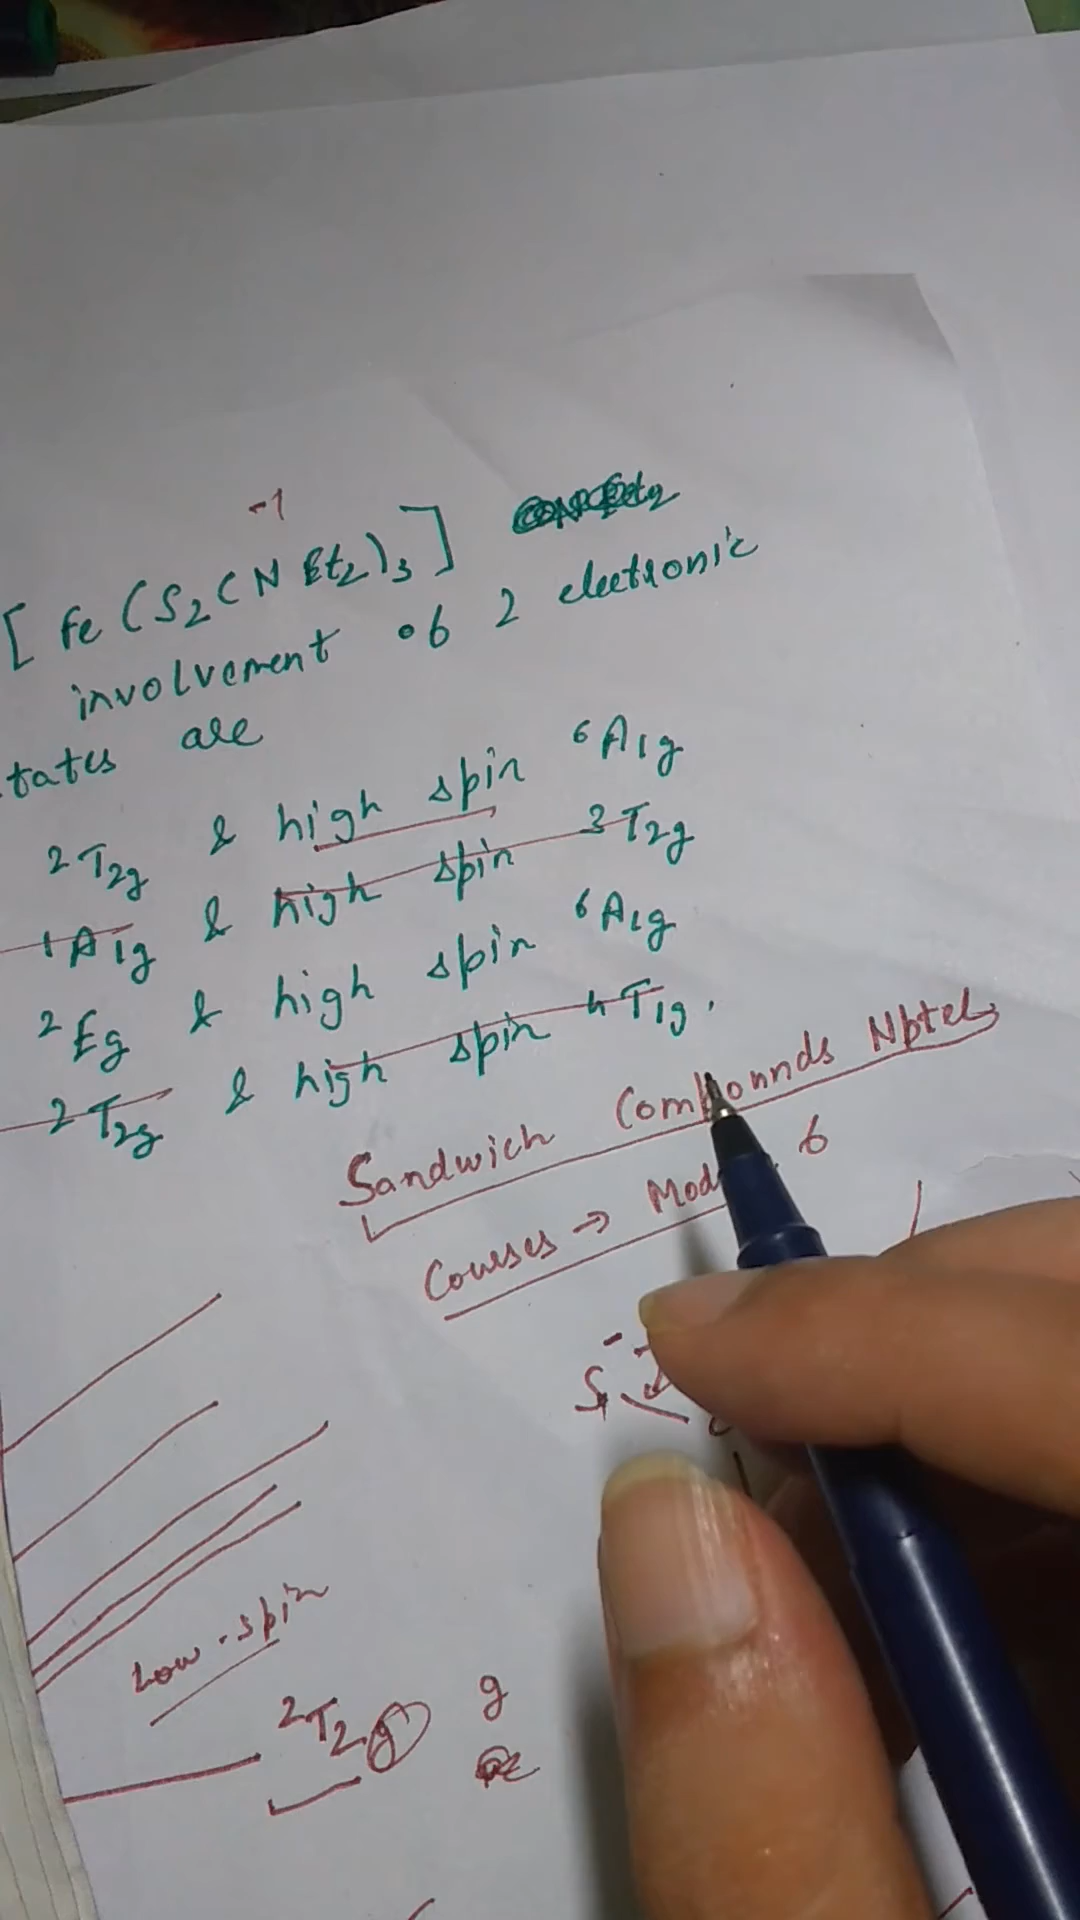 -1
[Fe(S2CNEt2)3]
involvement of 2 electronic
tates are
2T2g & high spin 6A1g
1A1g & high spin 3T2g
2Eg & high spin 6A1g
2T2g & high spin 4T1g.
Sandwich Compounds Nptel
Courses → Mod 6
S -
Low-spin
2T2g g